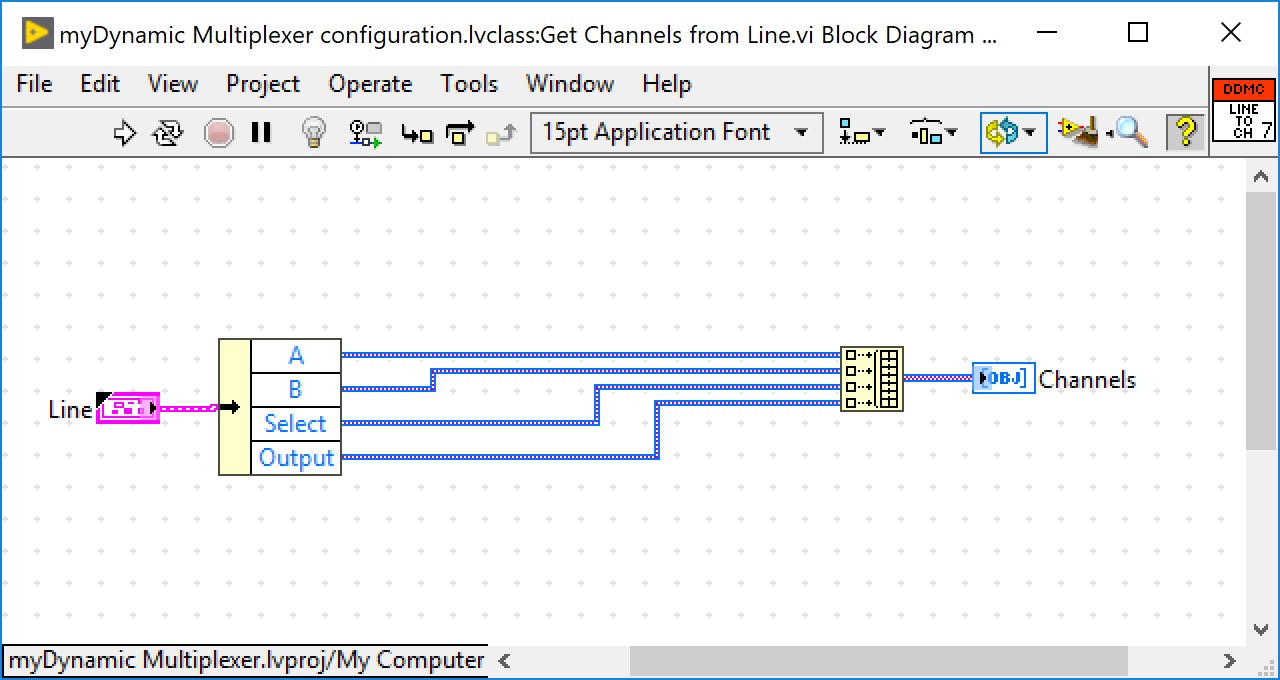 myDynamic Multiplexer configuration.lvclass:Get Channels from Line.vi Block Diagram ...
File Edit View Project Operate Tools Window Help
DDMC
LINE
TO
CH 7
15pt Application Font
?
Line
A
B
Select
Output
OBJ]
Channels
myDynamic Multiplexer.lvproj/My Computer